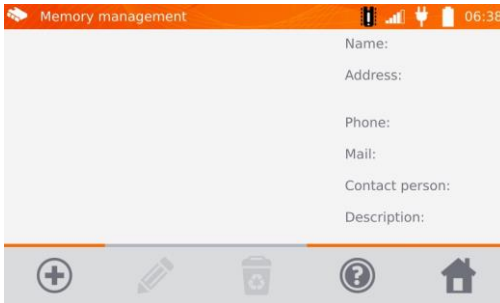 Memory management 06:38
Name:
Address:
Phone:
Mail:
Contact person:
Description: